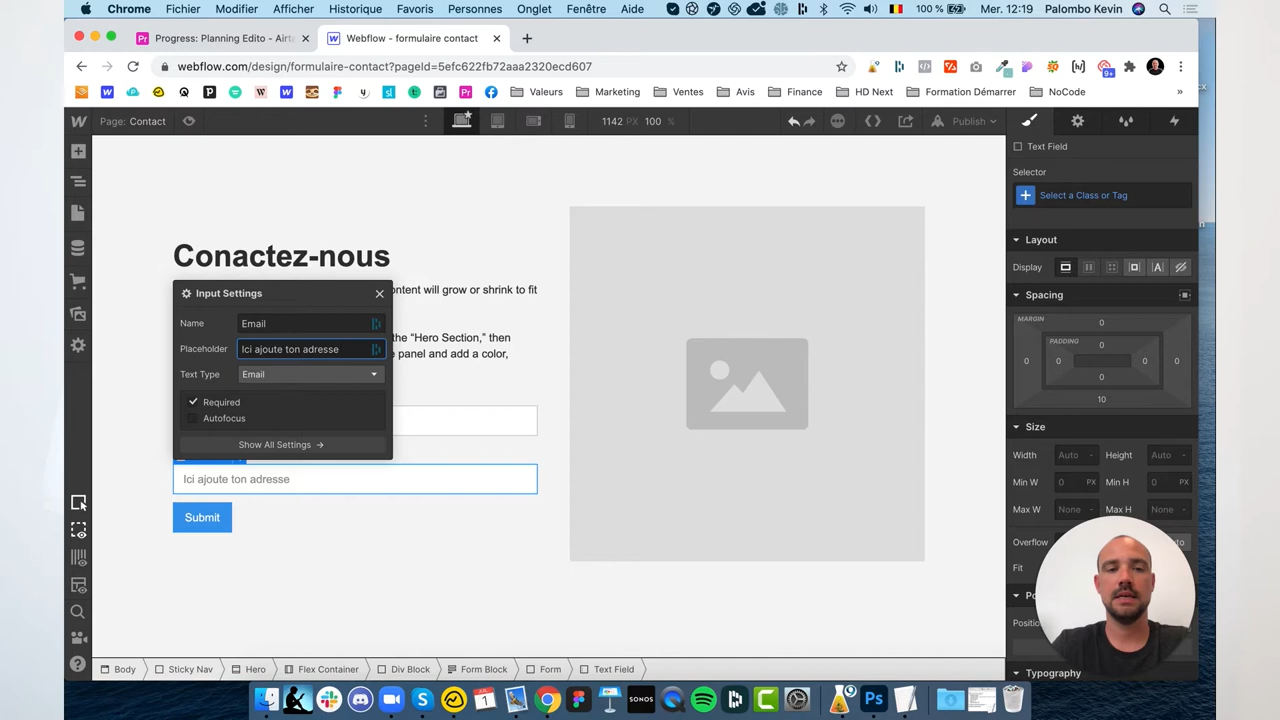 Chrome Fichier Edition Afficher Historique Favoris Personnes Onglet Fenêtre Aide 100 % Mer. 12:19 Palombo Kevin
Progress: Planning Edito - Airta
Webflow - formulaire contact
webflow.com/design/formulaire-contact?pageId=5efc622fb72aaa2320ecd607
9+
Valeurs Marketing Ventes Avis Finance HD Next Formation Démarrer NoCode »
Page: Contact 1142 PX 100 % Publish
Text Field
Selector
Select a Class or Tag
Layout
Display
Spacing
MARGIN
0
PADDING
0
0 0 0 0
0
10
Size
Width Auto - Height Auto -
Min W 0 PX Min H 0 PX
Max W None - Max H None -
Overflow
Fit
Position
Typography
Conactez-nous
ontent will grow or shrink to fit
the “Hero Section,” then
e panel and add a color,
Input Settings
Name Email
Placeholder Ici ajoute ton adresse
Text Type Email
Required
Autofocus
Show All Settings →
Ici ajoute ton adresse
Submit
Body Sticky Nav Hero Flex Container Div Block Form Bloc Form Text Field
SONOS
Ps